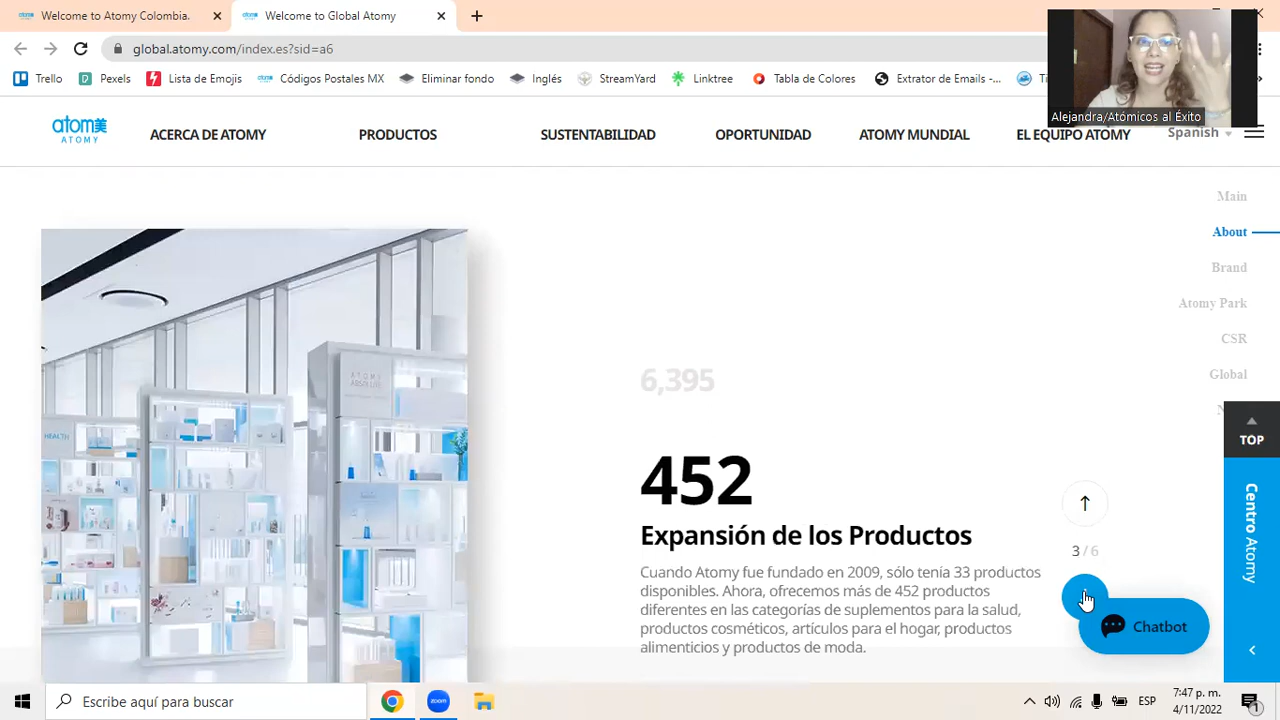 Welcome to Atomy Colombia.
Welcome to Global Atomy
global.atomy.com/index.es?sid=a6
Trello
Pexels
Lista de Emojis
Códigos Postales MX
Eliminar fondo
Inglés
StreamYard
Linktree
Tabla de Colores
Extrator de Emails -...
Alejandra/Atómicos al Éxito
atom美
ATOMY
ACERCA DE ATOMY
PRODUCTOS
SUSTENTABILIDAD
OPORTUNIDAD
ATOMY MUNDIAL
EL EQUIPO ATOMY
Spanish
Main
About
Brand
Atomy Park
CSR
Global
TOP
Centro Atomy
HEALTH
ATOMY
ABSOLUTE
6,395
452
Expansión de los Productos
Cuando Atomy fue fundado en 2009, sólo tenía 33 productos
disponibles. Ahora, ofrecemos más de 452 productos
diferentes en las categorías de suplementos para la salud,
productos cosméticos, artículos para el hogar, productos
alimenticios y productos de moda.
3 / 6
Chatbot
Escribe aquí para buscar
zoom
ESP
7:47 p. m.
4/11/2022
1